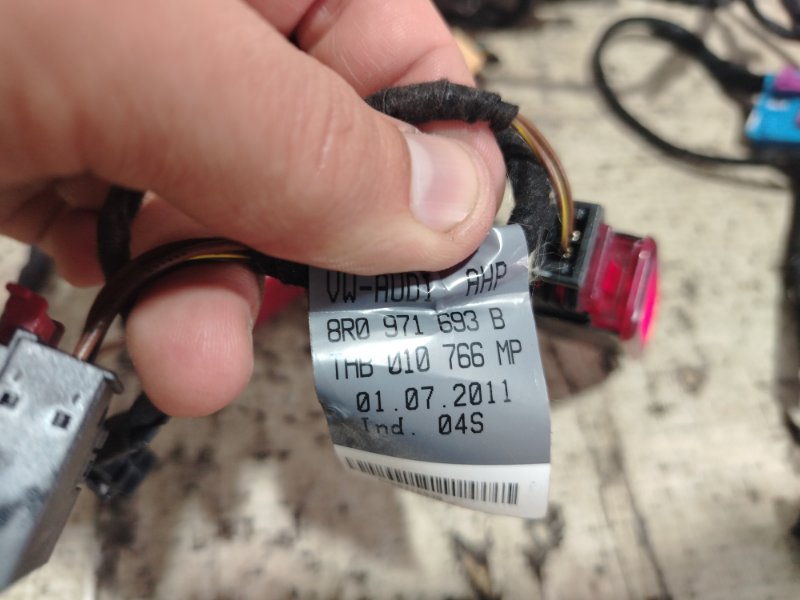 VW-AUDI AHP
8R0 971 693 B
THB 010 766 MP
01.07.2011
Ind. 04S